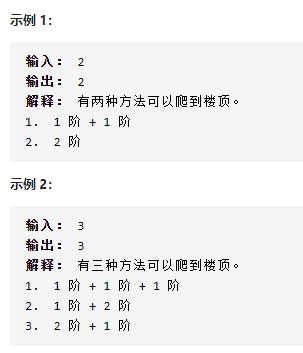 示例 1：
输入： 2
输出： 2
解释： 有两种方法可以爬到楼顶。
1. 1 阶 + 1 阶
2. 2 阶
示例 2：
输入： 3
输出： 3
解释： 有三种方法可以爬到楼顶。
1. 1 阶 + 1 阶 + 1 阶
2. 1 阶 + 2 阶
3. 2 阶 + 1 阶